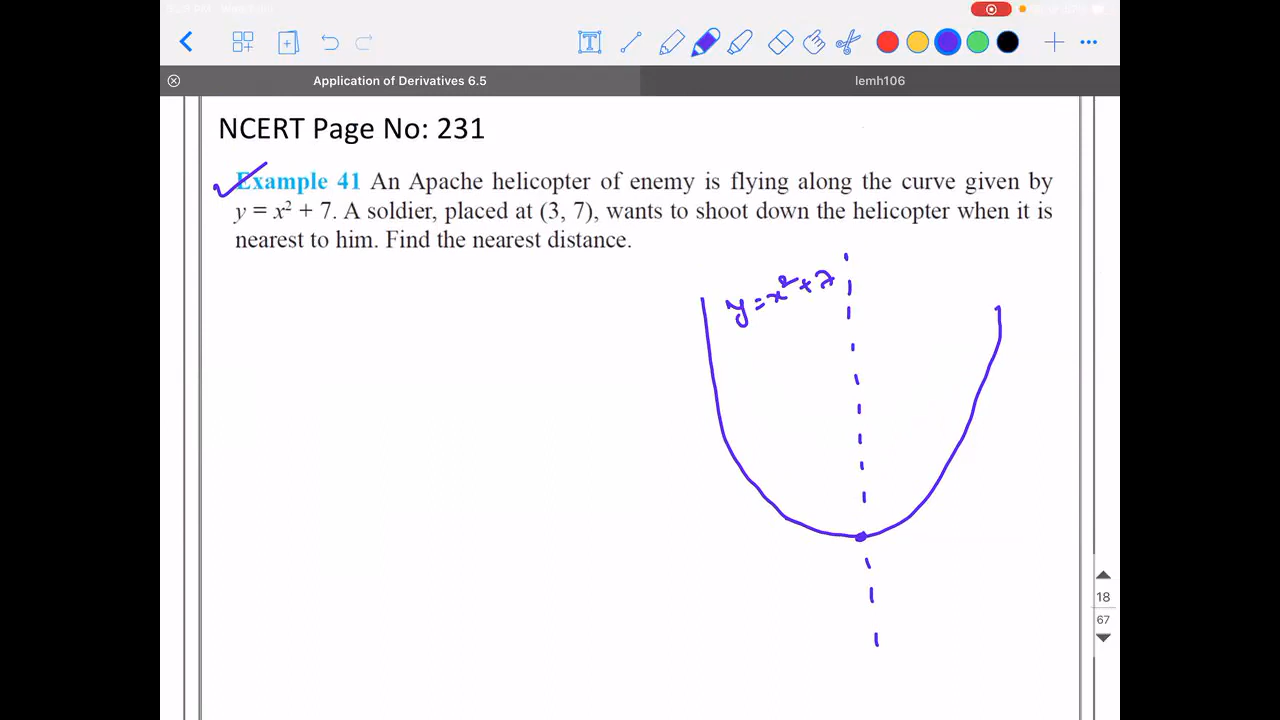 Application of Derivatives 6.5
lemh106
NCERT Page No: 231
Example 41 An Apache helicopter of enemy is flying along the curve given by
y = x² + 7. A soldier, placed at (3, 7), wants to shoot down the helicopter when it is
nearest to him. Find the nearest distance.
y = x² + 7
18
67